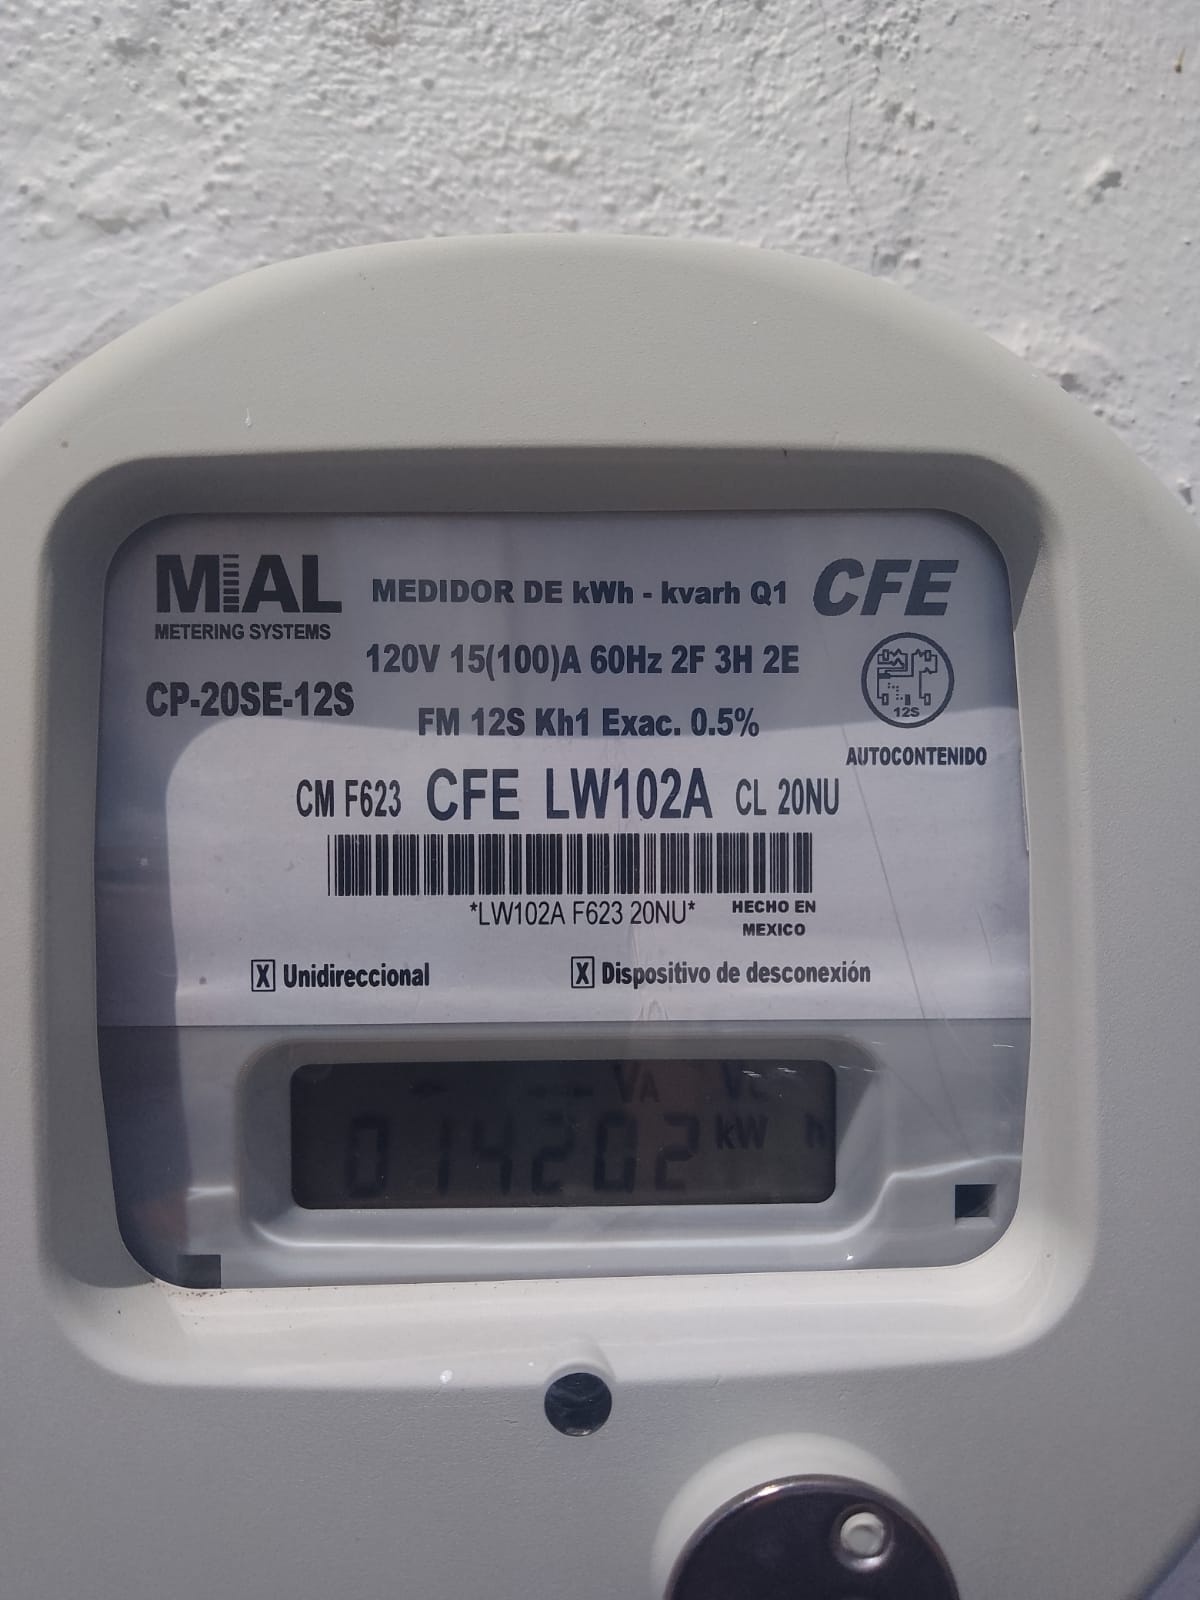 MIAL
METERING SYSTEMS
MEDIDOR DE kWh - kvarh Q1
CFE
120V 15(100)A 60Hz 2F 3H 2E
CP-20SE-12S
FM 12S Kh1 Exac. 0.5%
12S
AUTOCONTENIDO
CM F623 CFE LW102A CL 20NU
*LW102A F623 20NU*
HECHO EN
MEXICO
X Unidireccional
X Dispositivo de desconexión
VA
014202 kW h